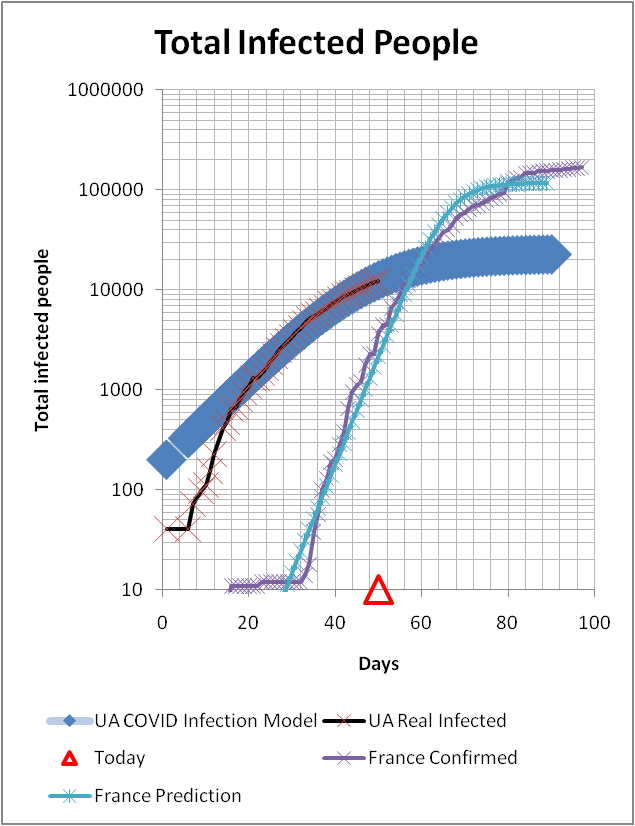 Total Infected People
Total infected people
1000000
100000
10000
1000
100
10
0 20 40 60 80 100
Days
UA COVID Infection Model UA Real Infected
Today France Confirmed
France Prediction